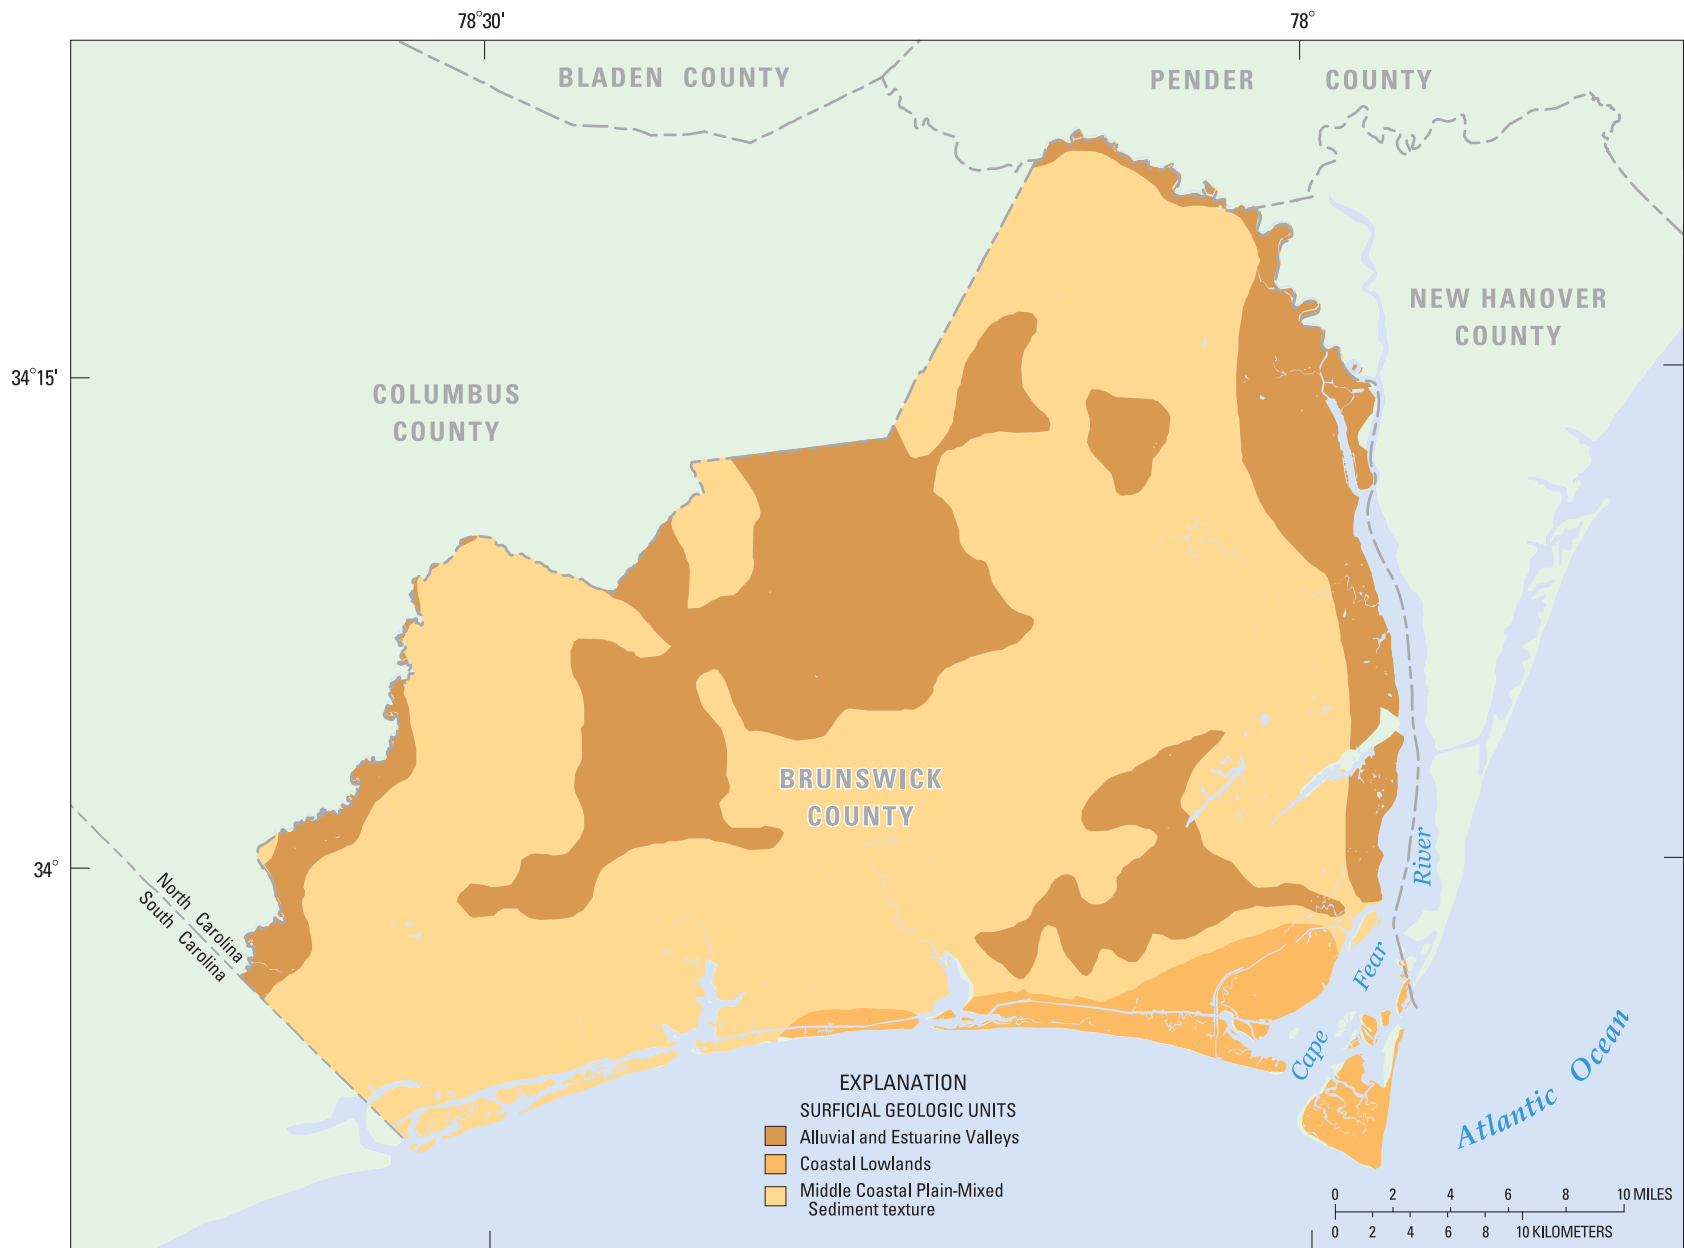 78°30'
78°
BLADEN COUNTY
PENDER COUNTY
NEW HANOVER
COUNTY
34°15'
COLUMBUS
COUNTY
BRUNSWICK
COUNTY
34°
North Carolina
South Carolina
River
Fear
Cape
Atlantic Ocean
EXPLANATION
SURFICIAL GEOLOGIC UNITS
Alluvial and Estuarine Valleys
Coastal Lowlands
Middle Coastal Plain-Mixed
Sediment texture
0 2 4 6 8 10 MILES
0 2 4 6 8 10 KILOMETERS